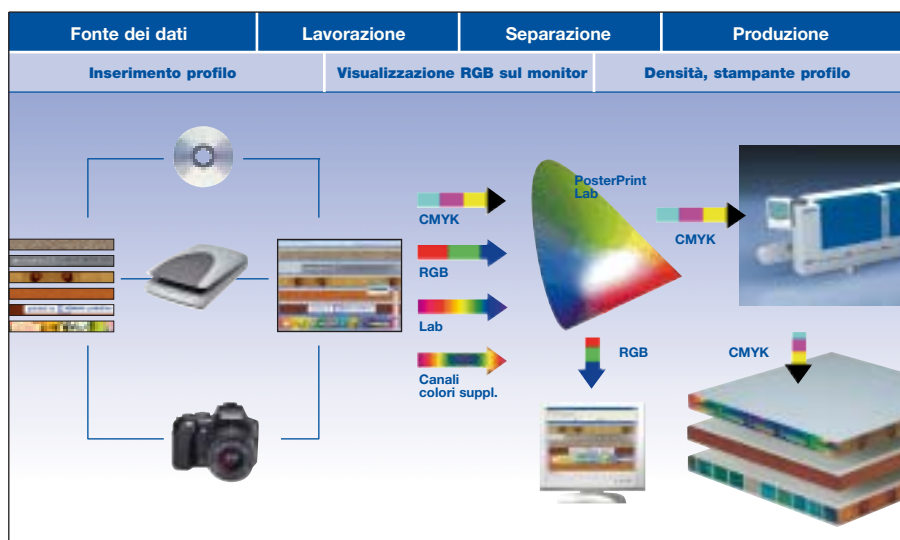 Fonte dei dati
Lavorazione
Separazione
Produzione
Inserimento profilo
Visualizzazione RGB sul monitor
Densità, stampante profilo
PosterPrint
Lab
CMYK
CMYK
RGB
Lab
RGB
CMYK
Canali
colori suppl.